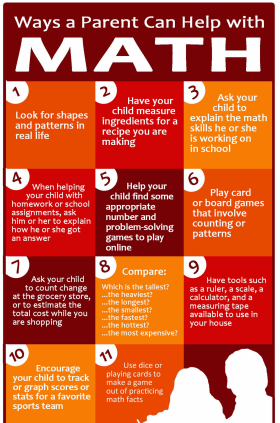 Ways a Parent Can Help with
MATH
1
Look for shapes
and patterns in
real life
2
Have your
child measure
ingredients for a
recipe you are
making
3
Ask your
child to
explain the math
skills he or she
is working on
in school
4
When helping
your child with
homework or school
assignments, ask
him or her to explain
how he or she got
an answer
5
Help your
child find some
appropriate
number and
problem-solving
games to play
online
6
Play card
or board games
that involve
counting or
patterns
7
Ask your child
to count change
at the grocery store,
or to estimate the
total cost while you
are shopping
8
Compare:
Which is the tallest?
...the heaviest?
...the longest?
...the smallest?
...the fastest?
...the hottest?
...the most expensive?
9
Have tools such
as a ruler, a scale, a
calculator, and a
measuring tape
available to use in
your house
10
Encourage
your child to track
or graph scores or
stats for a favorite
sports team
11
Use dice or
playing cards to
make a game
out of practicing
math facts